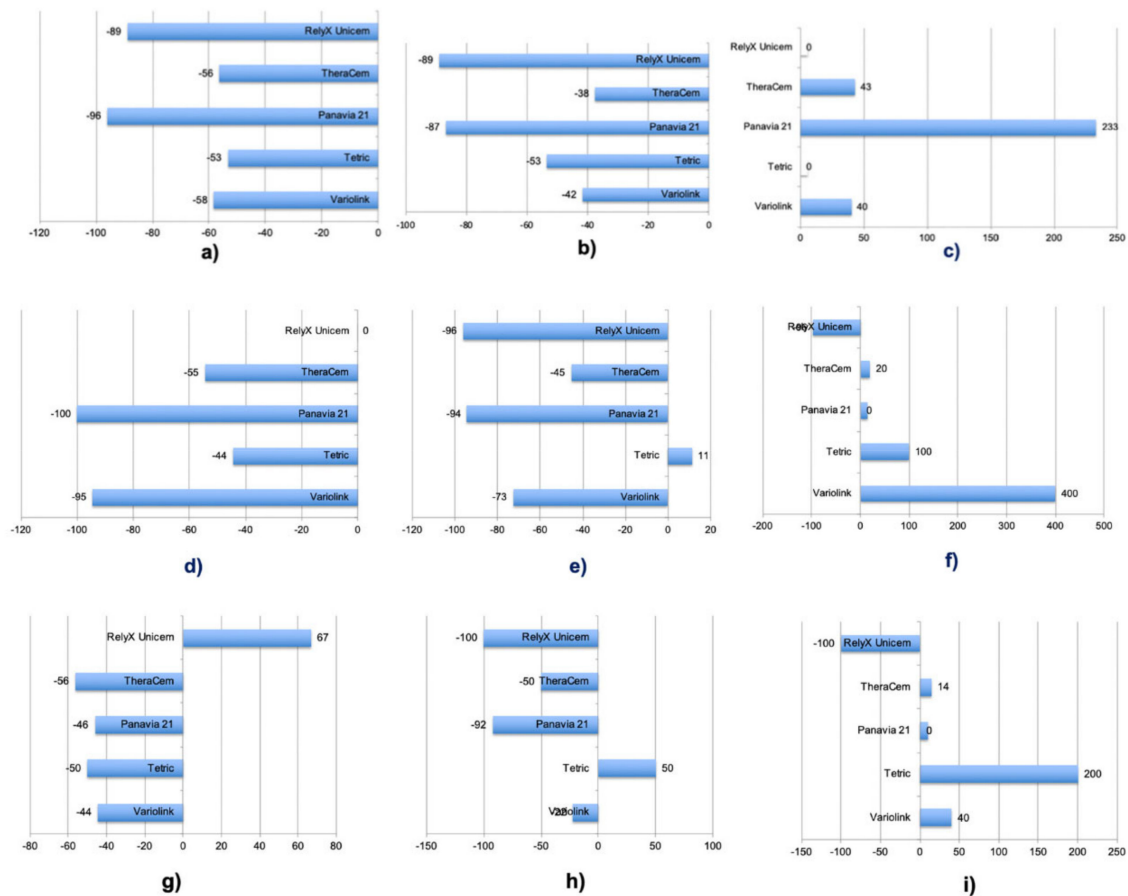 -89 RelyX Unicem
-56 TheraCem
-96 Panavia 21
-53 Tetric
-58 Variolink
-120 -100 -80 -60 -40 -20 0
a)
-89 RelyX Unicem
-38 TheraCem
-87 Panavia 21
-53 Tetric
-42 Variolink
-100 -80 -60 -40 -20 0
b)
RelyX Unicem 0
TheraCem 43
Panavia 21 233
Tetric 0
Variolink 40
0 50 100 150 200 250
c)
RelyX Unicem 0
-55 TheraCem
-100 Panavia 21
-44 Tetric
-95 Variolink
-120 -100 -80 -60 -40 -20 0
d)
-96 RelyX Unicem
-45 TheraCem
-94 Panavia 21
Tetric 11
-73 Variolink
-120 -100 -80 -60 -40 -20 0 20
e)
RelyX Unicem
TheraCem 20
Panavia 21 0
Tetric 100
Variolink 400
-200 -100 0 100 200 300 400 500
f)
RelyX Unicem 67
-56 TheraCem
-46 Panavia 21
-50 Tetric
-44 Variolink
-80 -60 -40 -20 0 20 40 60 80
g)
-100 RelyX Unicem
-50 TheraCem
-92 Panavia 21
Tetric 50
Variolink
-150 -100 -50 0 50 100
h)
-100 RelyX Unicem
TheraCem 14
Panavia 21 0
Tetric 200
Variolink 40
-150 -100 -50 0 50 100 150 200 250
i)